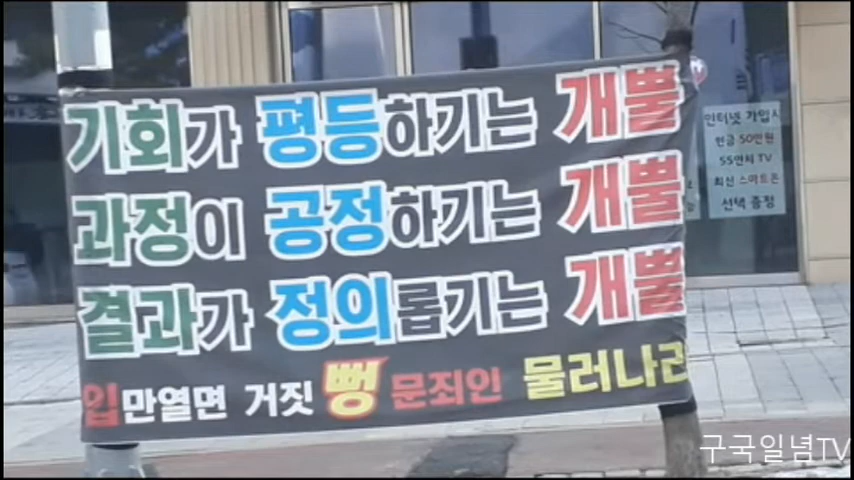 기회가 평등하기는 개뿔
과정이 공정하기는 개뿔
결과가 정의롭기는 개뿔
입만열면 거짓 뻥 문죄인 물러나라
인터넷 가입시
현금 50만원
55인치 TV
최신 스마트폰
선택 증정
구국일념TV